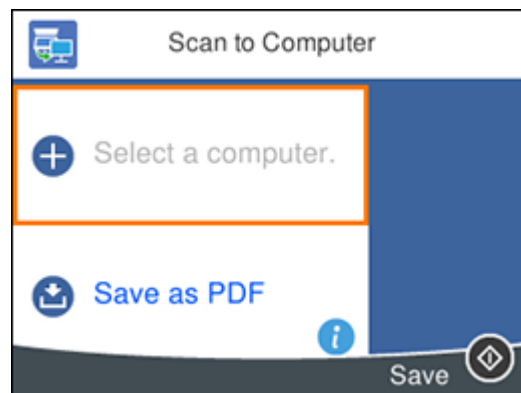 Scan to Computer
Select a computer.
Save as PDF
i
Save